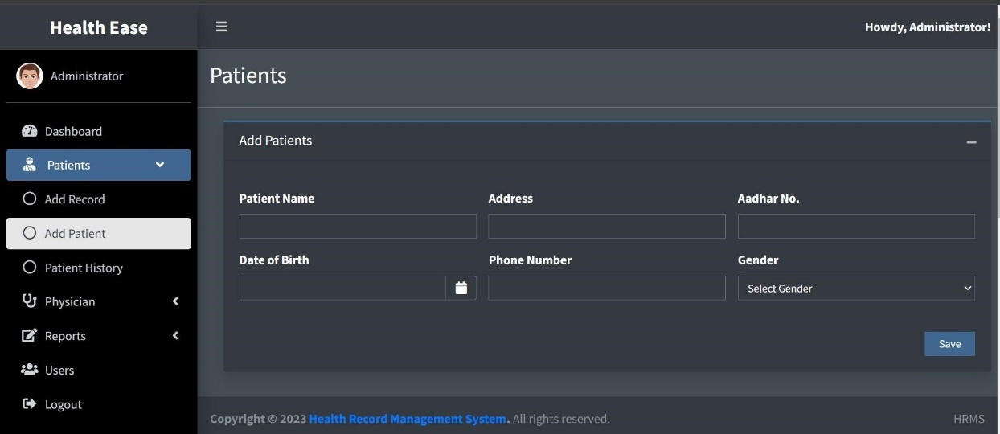 Health Ease
Howdy, Administrator!
Administrator
Dashboard
Patients
Add Record
Add Patient
Patient History
Physician
Reports
Users
Logout
Patients
Add Patients
Patient Name Address Aadhar No.
Date of Birth Phone Number Gender
Select Gender
Save
Copyright © 2023 Health Record Management System. All rights reserved. HRMS